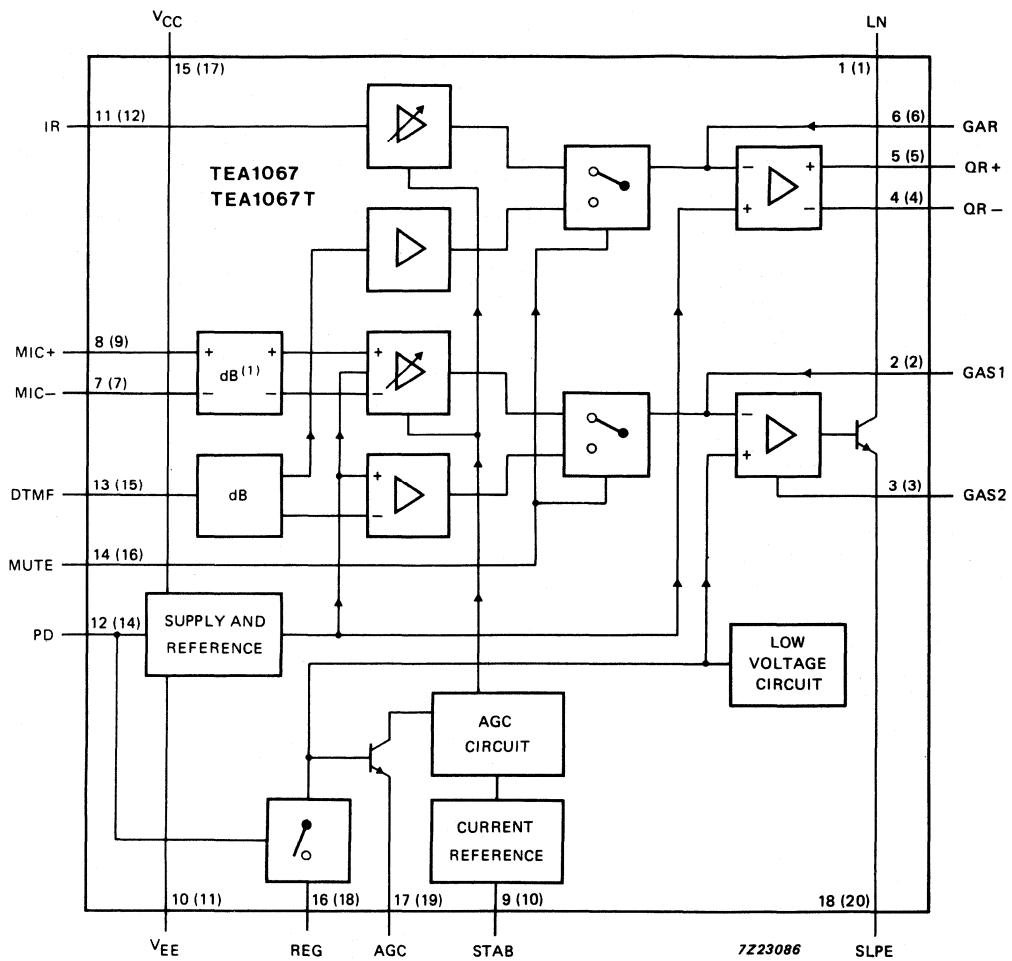 VCC
LN
15 (17)
1 (1)
IR
11 (12)
6 (6)
GAR
TEA1067
TEA1067T
5 (5)
QR+
4 (4)
QR−
− +
+ −
MIC+
8 (9)
+ +
dB(1)
− −
MIC−
7 (7)
+
−
2 (2)
GAS1
−
+
DTMF
13 (15)
dB
+
−
3 (3)
GAS2
MUTE
14 (16)
PD
12 (14)
SUPPLY AND
REFERENCE
LOW
VOLTAGE
CIRCUIT
AGC
CIRCUIT
CURRENT
REFERENCE
10 (11)
16 (18)
17 (19)
9 (10)
18 (20)
VEE
REG
AGC
STAB
7Z23086
SLPE